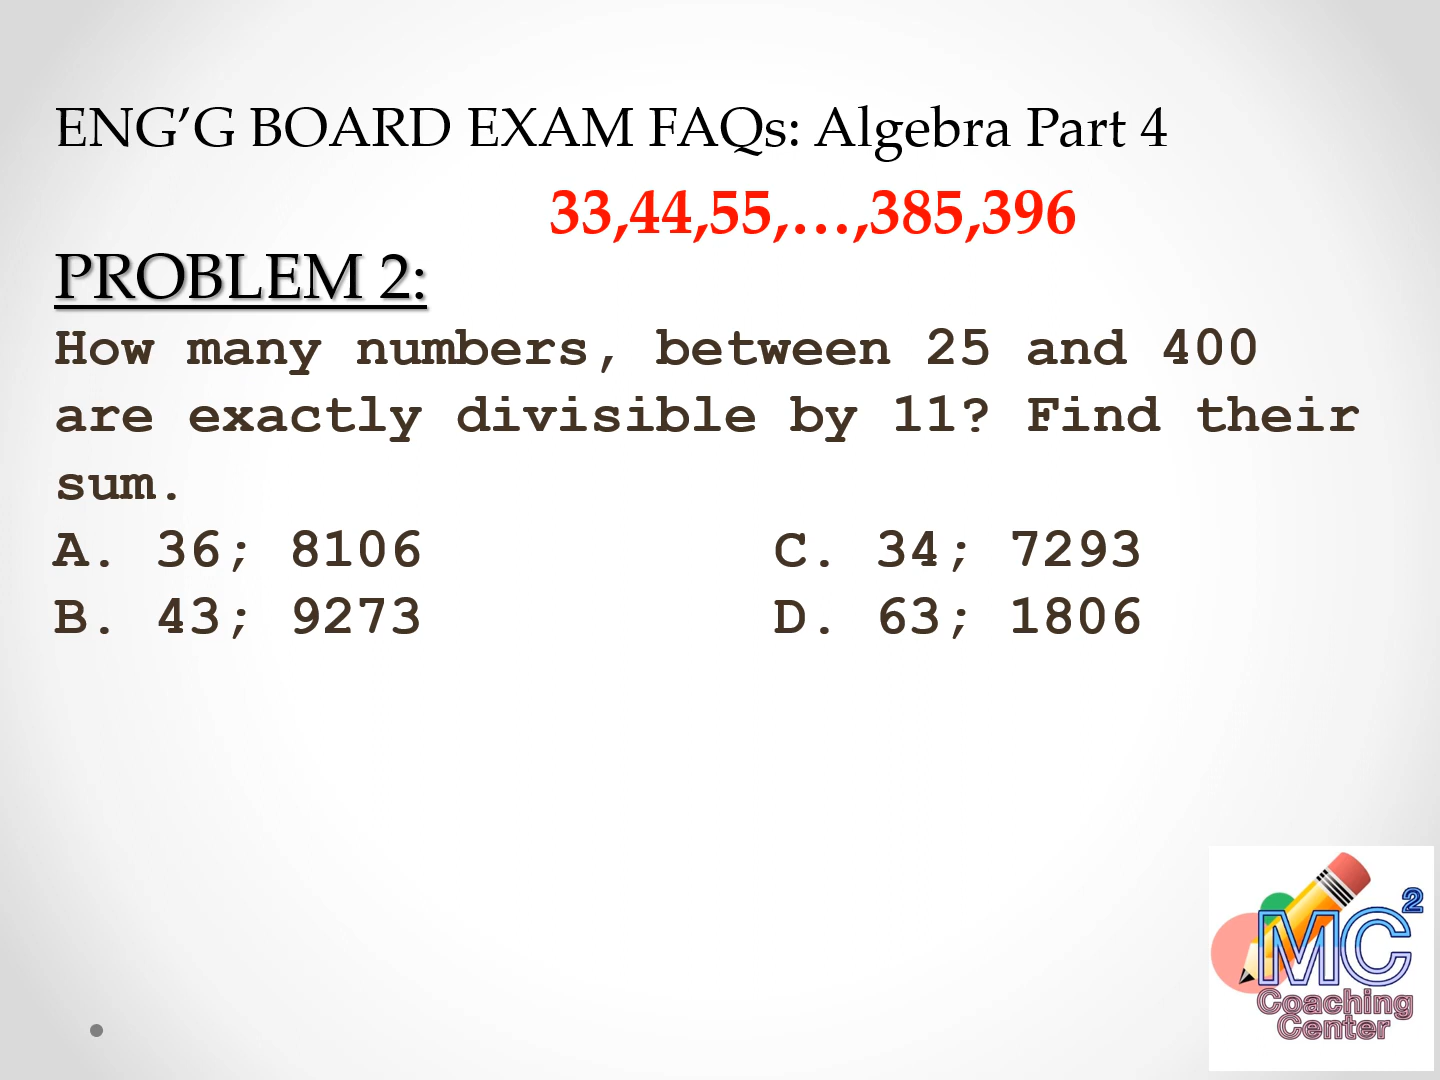 ENG’G BOARD EXAM FAQs: Algebra Part 4
33,44,55,…,385,396
PROBLEM 2:
How many numbers, between 25 and 400
are exactly divisible by 11? Find their
sum.
A. 36; 8106 C. 34; 7293
B. 43; 9273 D. 63; 1806
MC²
Coaching
Center